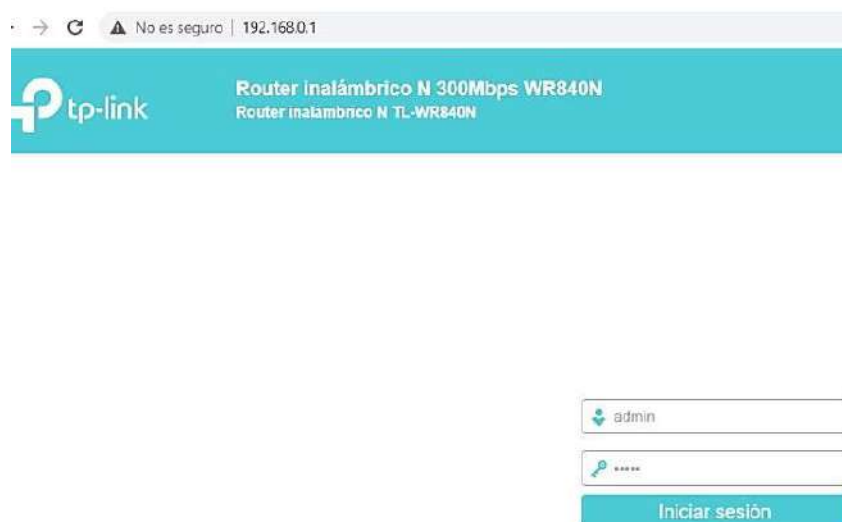 No es seguro | 192.168.0.1
tp-link
Router inalámbrico N 300Mbps WR840N
Router inalámbrico N TL-WR840N
admin
•••••
Iniciar sesión